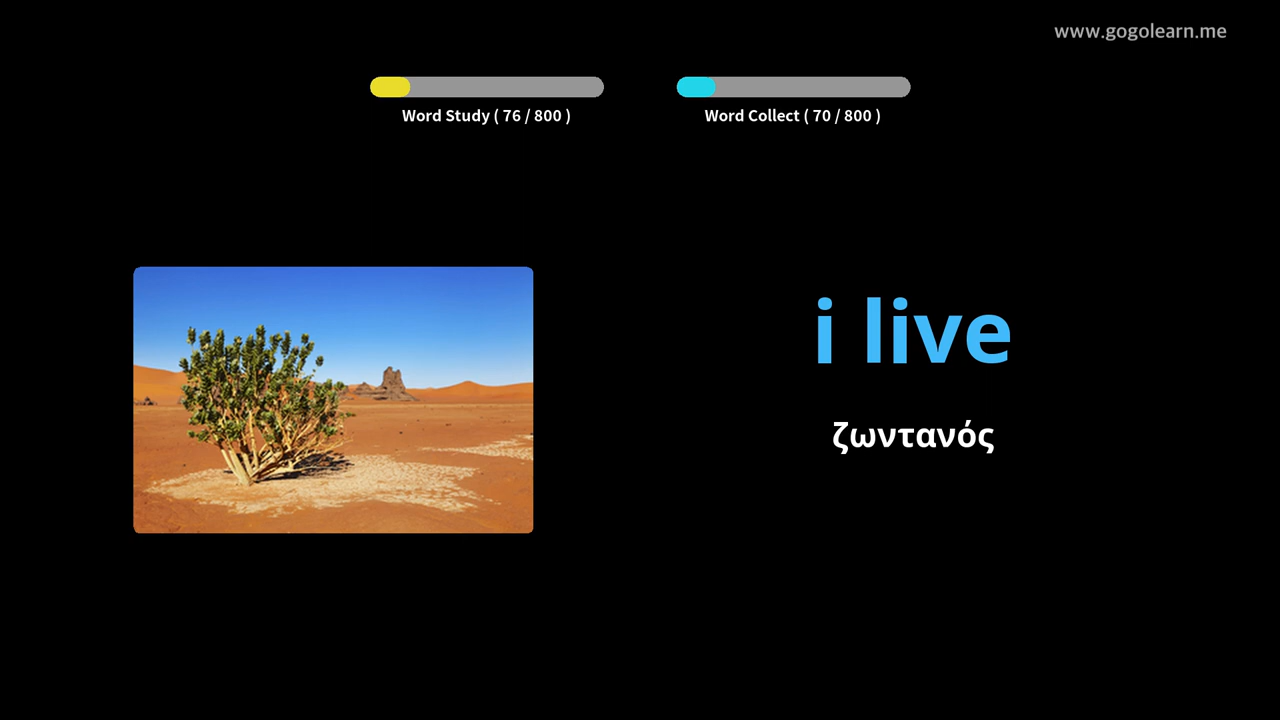 www.gogolearn.me
Word Study ( 76 / 800 )
Word Collect ( 70 / 800 )
i live
ζωντανός